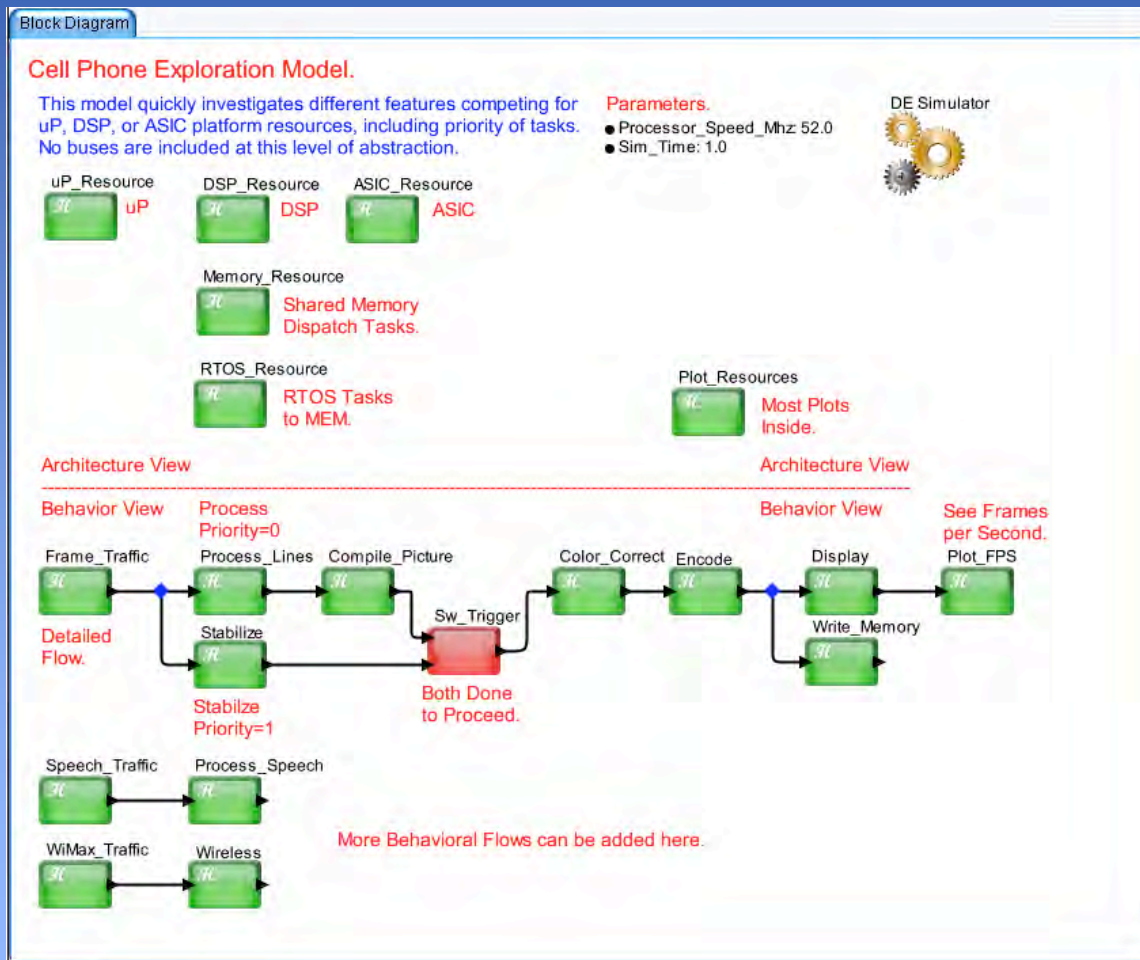 Block Diagram
Cell Phone Exploration Model.
This model quickly investigates different features competing for
uP, DSP, or ASIC platform resources, including priority of tasks.
No buses are included at this level of abstraction.
Parameters.
Processor_Speed_Mhz: 52.0
Sim_Time: 1.0
DE Simulator
uP_Resource
uP
DSP_Resource
DSP
ASIC_Resource
ASIC
Memory_Resource
Shared Memory
Dispatch Tasks.
RTOS_Resource
RTOS Tasks
to MEM.
Plot_Resources
Most Plots
Inside.
Architecture View
Architecture View
Behavior View
Process
Priority=0
Behavior View
See Frames
per Second.
Frame_Traffic
Process_Lines
Compile_Picture
Color_Correct
Encode
Display
Plot_FPS
Detailed
Flow.
Stabilize
Sw_Trigger
Write_Memory
Both Done
to Proceed.
Stabilze
Priority=1
Speech_Traffic
Process_Speech
More Behavioral Flows can be added here.
WiMax_Traffic
Wireless